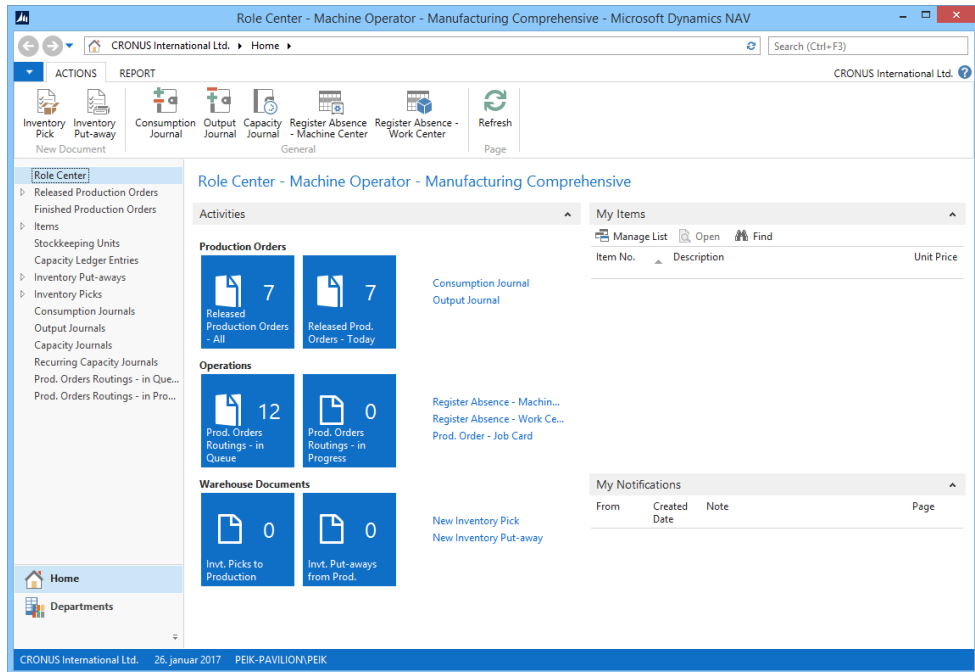 Role Center - Machine Operator - Manufacturing Comprehensive - Microsoft Dynamics NAV
CRONUS International Ltd. Home
Search (Ctrl+F3)
ACTIONS REPORT
CRONUS International Ltd.
Inventory Pick
Inventory Put-away
Consumption Journal
Output Journal
Capacity Journal
Register Absence - Machine Center
Register Absence - Work Center
Refresh
New Document
General
Page
Role Center
Released Production Orders
Finished Production Orders
Items
Stockkeeping Units
Capacity Ledger Entries
Inventory Put-aways
Inventory Picks
Consumption Journals
Output Journals
Capacity Journals
Recurring Capacity Journals
Prod. Orders Routings - in Que...
Prod. Orders Routings - in Pro...
Home
Departments
Role Center - Machine Operator - Manufacturing Comprehensive
Activities
Production Orders
7
Released
Production Orders
- All
7
Released Prod.
Orders - Today
Consumption Journal
Output Journal
Operations
12
Prod. Orders
Routings - in
Queue
0
Prod. Orders
Routings - in
Progress
Register Absence - Machin...
Register Absence - Work Ce...
Prod. Order - Job Card
Warehouse Documents
0
Invt. Picks to
Production
0
Invt. Put-aways
from Prod.
New Inventory Pick
New Inventory Put-away
My Items
Manage List Open Find
Item No. Description Unit Price
My Notifications
From Created Date Note Page
CRONUS International Ltd. 26. januar 2017 PEIK-PAVILION\PEIK